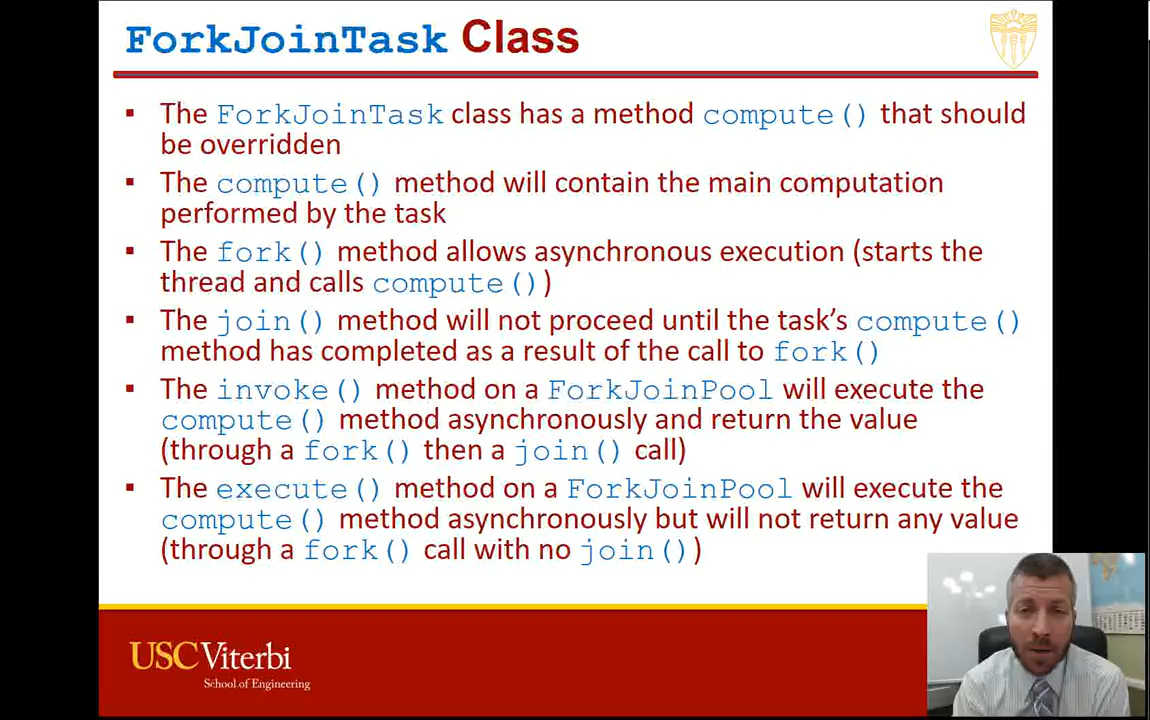 ForkJoinTask Class
▪ The ForkJoinTask class has a method compute() that should
be overridden
▪ The compute() method will contain the main computation
performed by the task
▪ The fork() method allows asynchronous execution (starts the
thread and calls compute())
▪ The join() method will not proceed until the task’s compute()
method has completed as a result of the call to fork()
▪ The invoke() method on a ForkJoinPool will execute the
compute() method asynchronously and return the value
(through a fork() then a join() call)
▪ The execute() method on a ForkJoinPool will execute the
compute() method asynchronously but will not return any value
(through a fork() call with no join())
USC Viterbi
School of Engineering